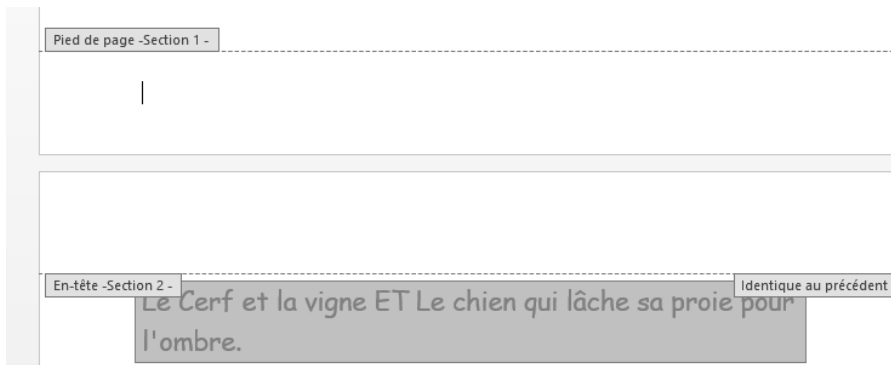 Pied de page -Section 1 -
En-tête -Section 2 -
Identique au précédent
Le Cerf et la vigne ET Le chien qui lâche sa proie pour
l'ombre.